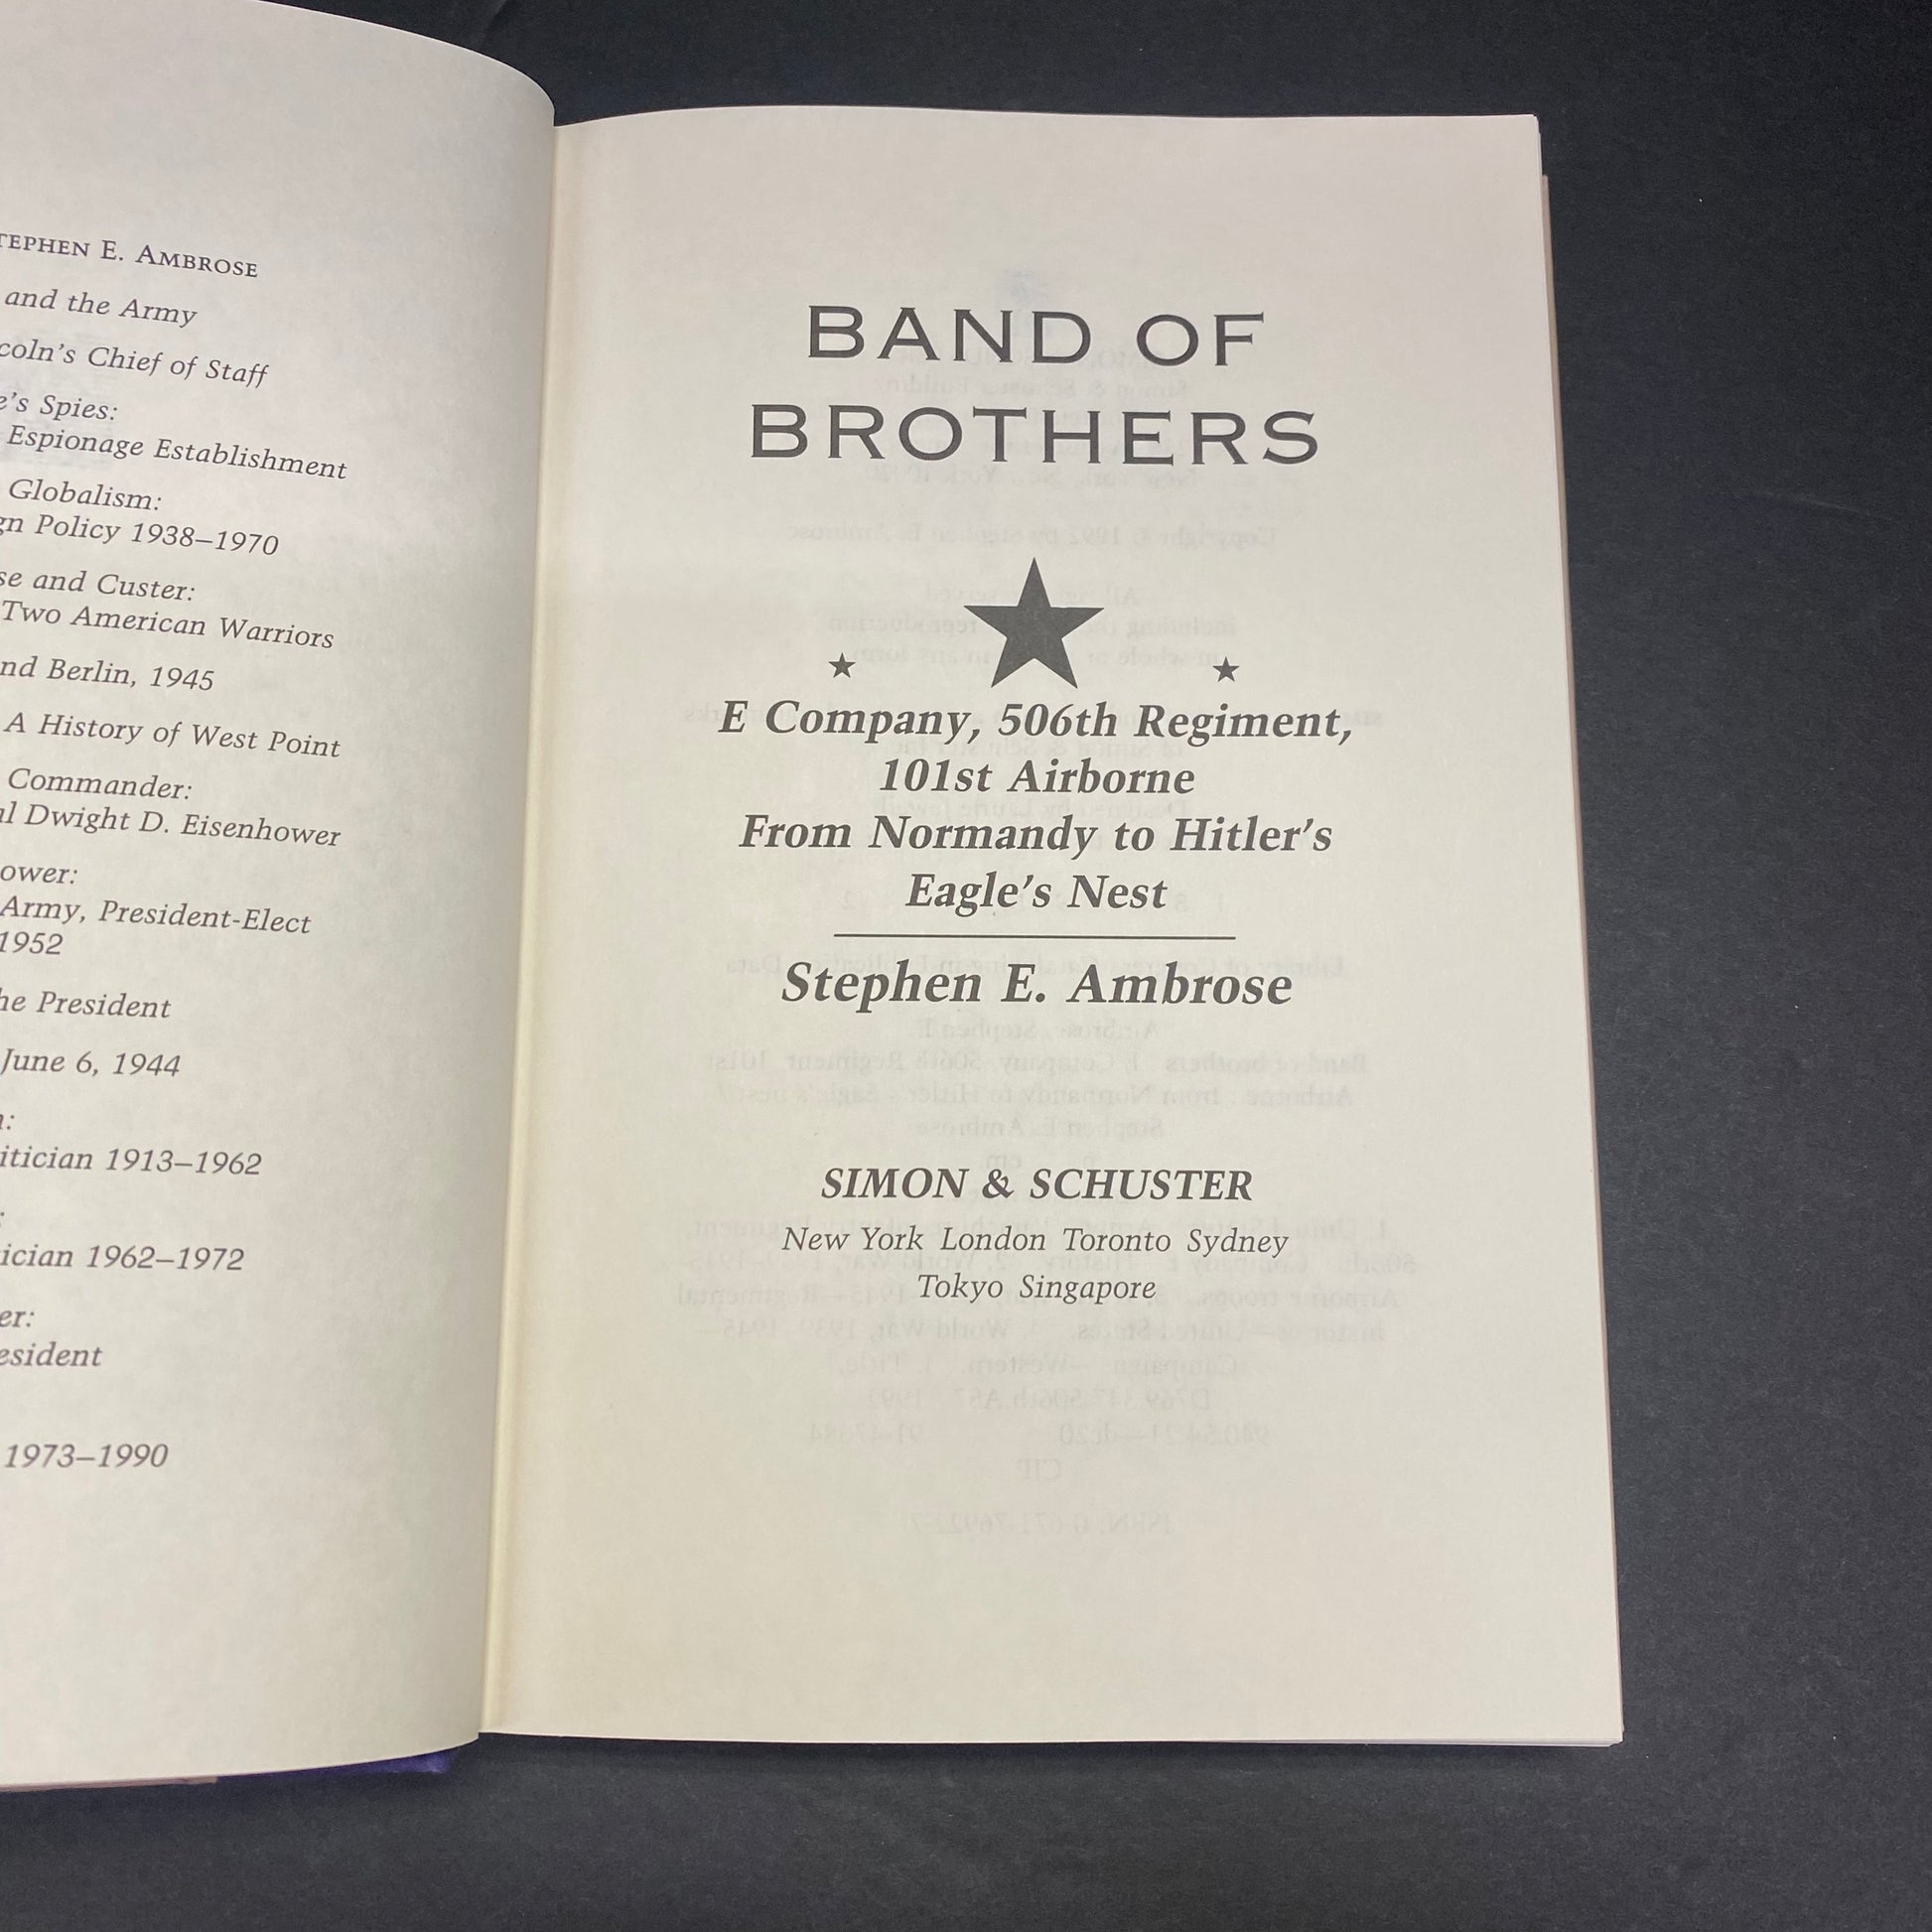 TEPHEN E. AMBROSE
and the Army
coln's Chief of Staff
e's Spies:
Espionage Establishment
Globalism:
gn Policy 1938–1970
se and Custer:
Two American Warriors
nd Berlin, 1945
A History of West Point
Commander:
al Dwight D. Eisenhower
ower:
Army, President-Elect
1952
he President
June 6, 1944
n:
itician 1913–1962
:
ician 1962–1972
er:
esident
1973–1990
BAND OF
BROTHERS
E Company, 506th Regiment,
101st Airborne
From Normandy to Hitler's
Eagle's Nest
Stephen E. Ambrose
SIMON & SCHUSTER
New York London Toronto Sydney
Tokyo Singapore